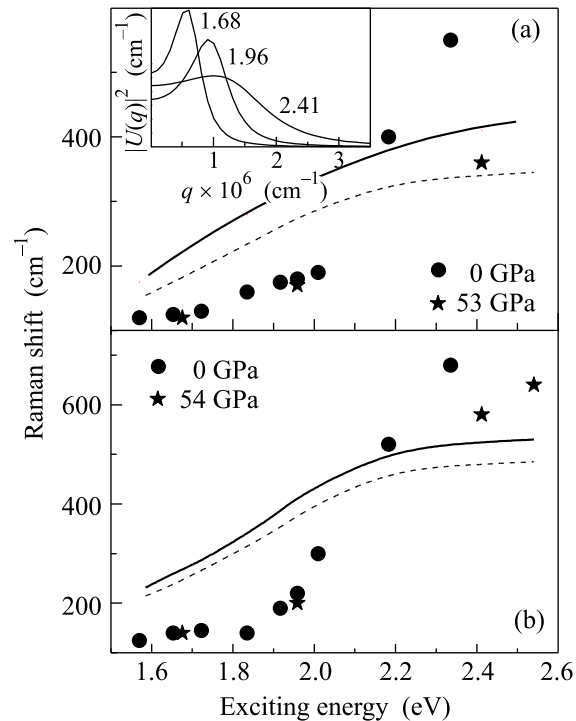 (a)
|U(q)|² (cm⁻¹)
1.68
1.96
2.41
1 2 3
q × 10⁶ (cm⁻¹)
400
200
0 GPa
53 GPa
Raman shift (cm⁻¹)
0 GPa
54 GPa
600
400
200
(b)
1.6 1.8 2.0 2.2 2.4 2.6
Exciting energy (eV)